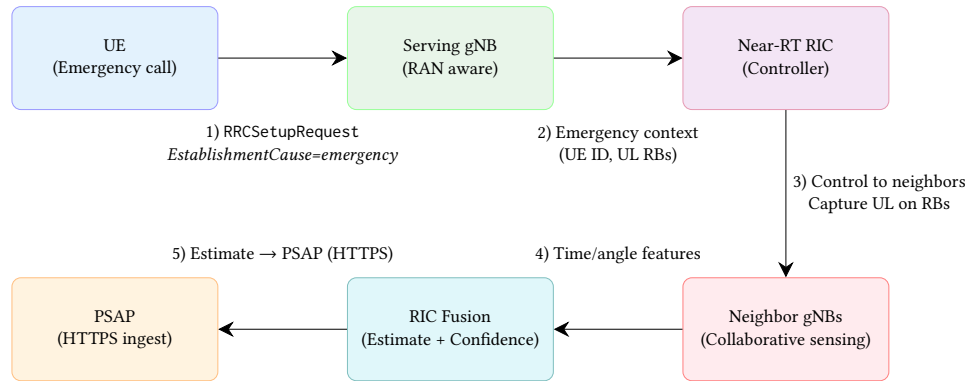 UE
(Emergency call)
Serving gNB
(RAN aware)
Near-RT RIC
(Controller)
1) RRCSetupRequest
EstablishmentCause=emergency
2) Emergency context
(UE ID, UL RBs)
3) Control to neighbors
Capture UL on RBs
5) Estimate → PSAP (HTTPS)
4) Time/angle features
PSAP
(HTTPS ingest)
RIC Fusion
(Estimate + Confidence)
Neighbor gNBs
(Collaborative sensing)